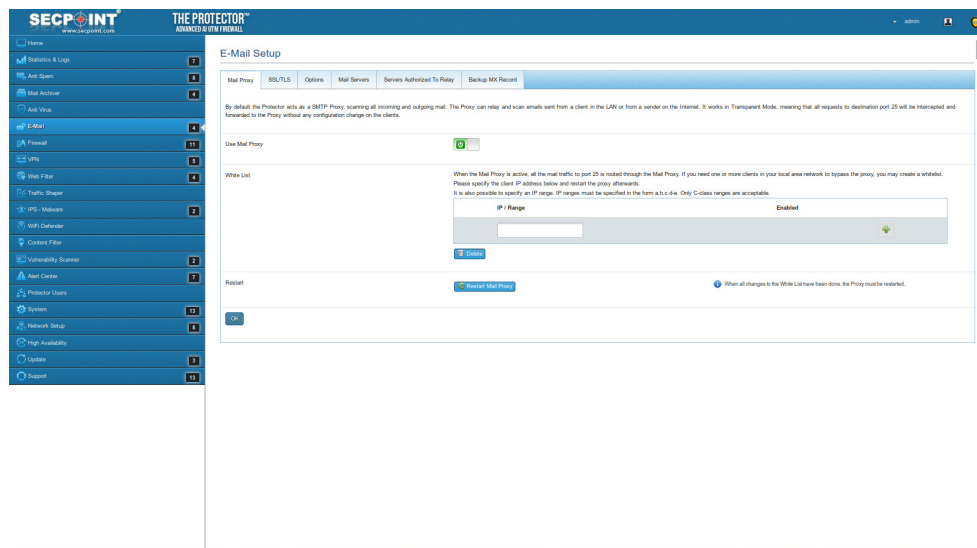 SECPOINT®
www.secpoint.com
THE PROTECTOR™
ADVANCED AI UTM FIREWALL
admin
Home
Statistics & Logs 7
Anti Spam 8
Mail Archiver 4
Anti Virus
E-Mail 4
Firewall 11
VPN 5
Web Filter 4
Traffic Shaper
IPS - Malware 2
WiFi Defender
Content Filter
Vulnerability Scanner 2
Alert Center 7
Protector Users
System 13
Network Setup 8
High Availability
Update 3
Support 13
E-Mail Setup
Mail Proxy SSL/TLS Options Mail Servers Servers Authorized To Relay Backup MX Record
By default the Protector acts as a SMTP Proxy, scanning all incoming and outgoing mail. The Proxy can relay and scan emails sent from a client in the LAN or from a sender on the Internet. It works in Transparent Mode, meaning that all requests to destination port 25 will be intercepted and
forwarded to the Proxy without any configuration change on the clients.
Use Mail Proxy
White List
When the Mail Proxy is active, all the mail traffic to port 25 is routed through the Mail Proxy. If you need one or more clients in your local area network to bypass the proxy, you may create a whitelist.
Please specify the client IP address below and restart the proxy afterwards.
It is also possible to specify an IP range. IP ranges must be specified in the form a.b.c.d-e. Only C-class ranges are acceptable.
IP / Range Enabled
Delete
Restart
Restart Mail Proxy
When all changes to the White List have been done, the Proxy must be restarted.
OK